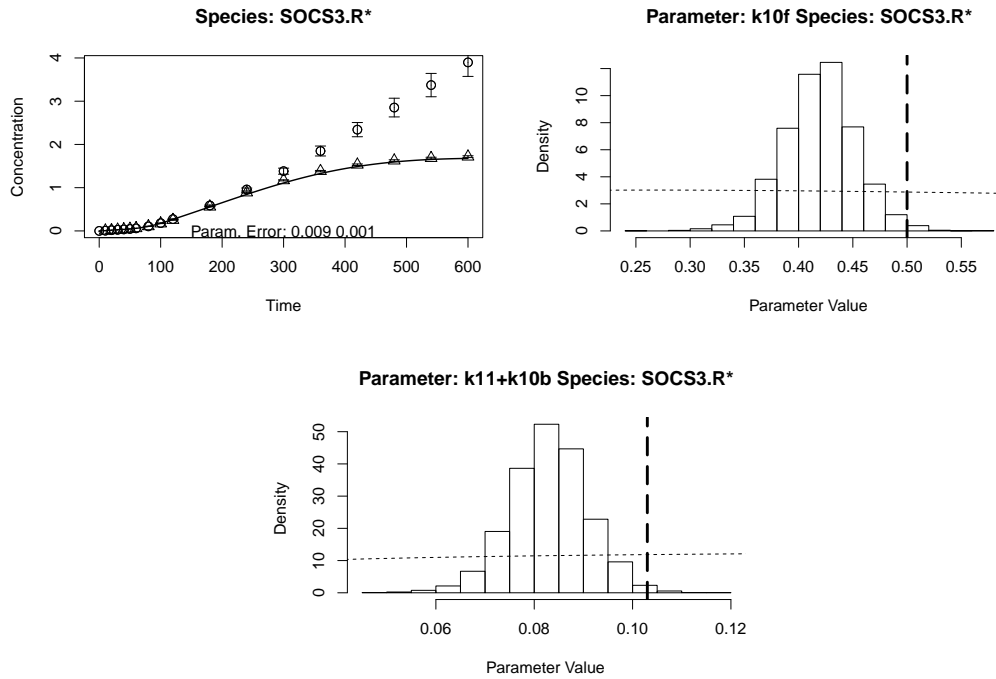 Species: SOCS3.R*
Concentration
0 1 2 3 4
Param. Error: 0.009 0.001
0 100 200 300 400 500 600
Time
Parameter: k10f Species: SOCS3.R*
Density
0 2 4 6 8 10
0.25 0.30 0.35 0.40 0.45 0.50 0.55
Parameter Value
Parameter: k11+k10b Species: SOCS3.R*
Density
0 10 20 30 40 50
0.06 0.08 0.10 0.12
Parameter Value